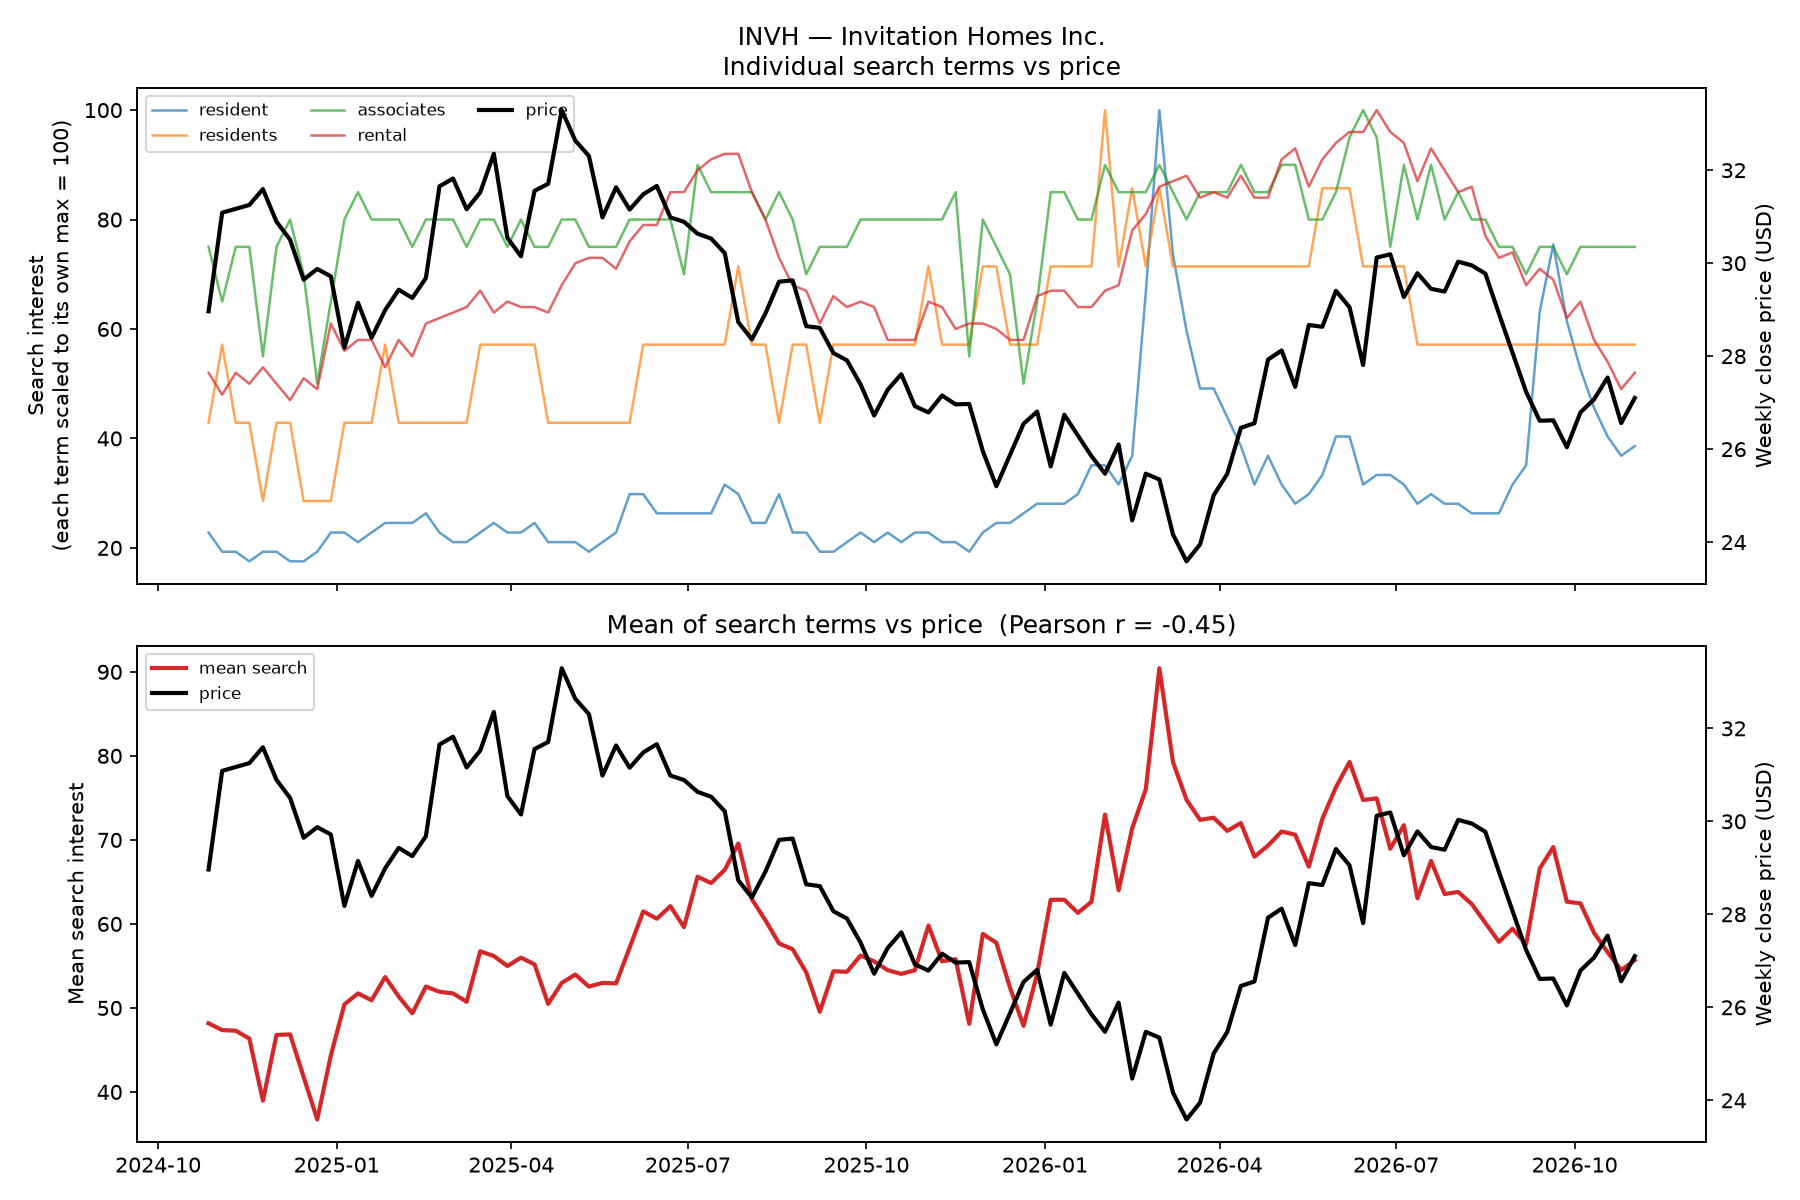 INVH — Invitation Homes Inc.
Individual search terms vs price
resident
residents
associates
rental
price
100
80
60
40
20
Search interest
(each term scaled to its own max = 100)
32
30
28
26
24
Weekly close price (USD)
Mean of search terms vs price  (Pearson r = -0.45)
mean search
price
90
80
70
60
50
40
Mean search interest
32
30
28
26
24
Weekly close price (USD)
2024-10
2025-01
2025-04
2025-07
2025-10
2026-01
2026-04
2026-07
2026-10